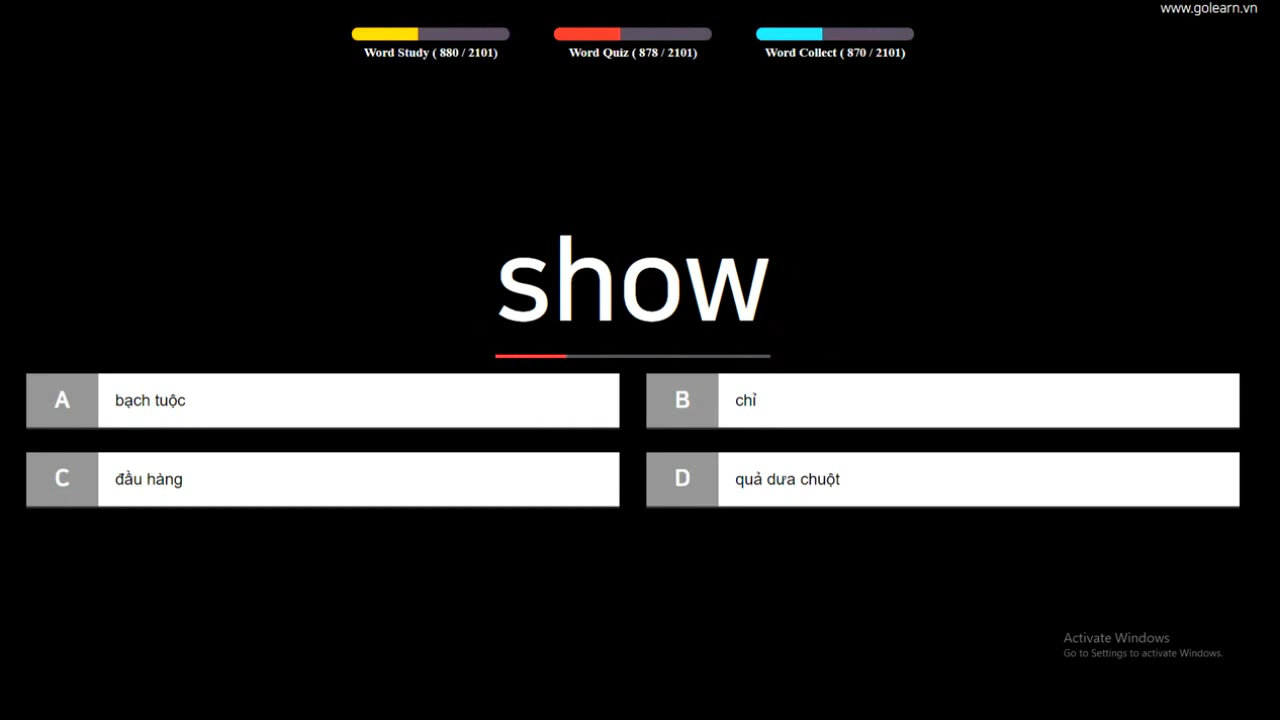 www.golearn.vn
Word Study ( 880 / 2101)
Word Quiz ( 878 / 2101)
Word Collect ( 870 / 2101)
show
A bạch tuộc
B chỉ
C đầu hàng
D quả dưa chuột
Activate Windows
Go to Settings to activate Windows.